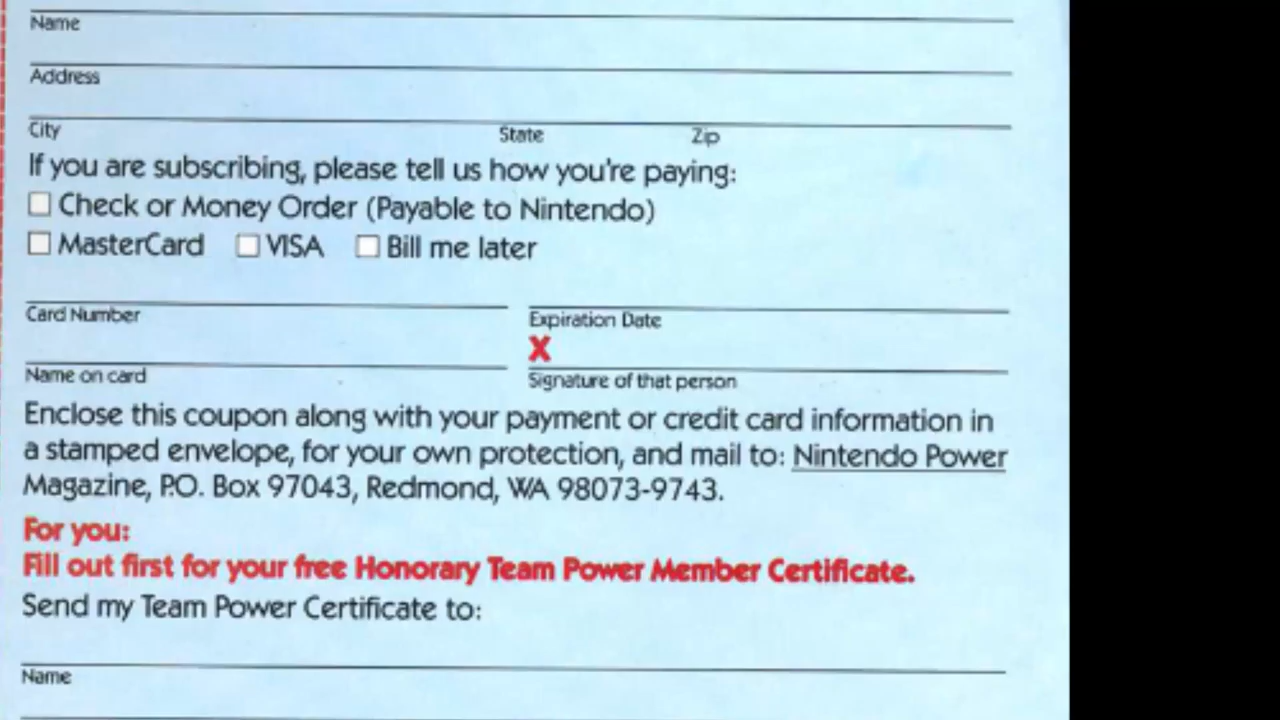 Name
Address
City State Zip
If you are subscribing, please tell us how you're paying:
Check or Money Order (Payable to Nintendo)
MasterCard VISA Bill me later
Card Number Expiration Date
X
Name on card Signature of that person
Enclose this coupon along with your payment or credit card information in
a stamped envelope, for your own protection, and mail to: Nintendo Power
Magazine, P.O. Box 97043, Redmond, WA 98073-9743.
For you:
Fill out first for your free Honorary Team Power Member Certificate.
Send my Team Power Certificate to:
Name